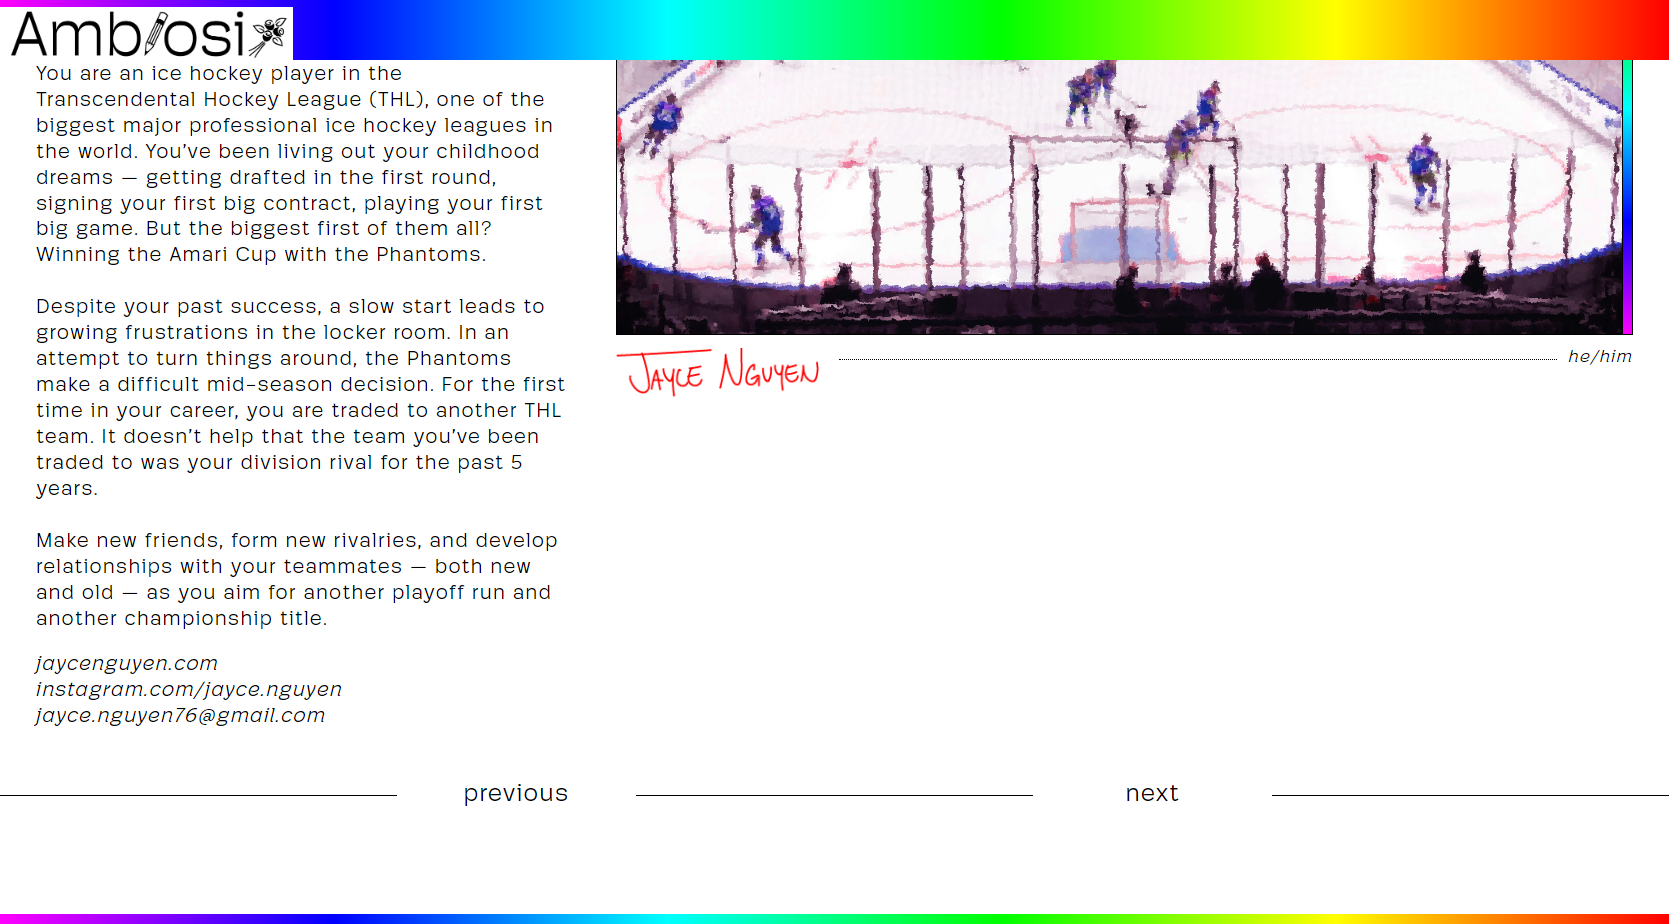 Ambrosia
You are an ice hockey player in the
Transcendental Hockey League (THL), one of the
biggest major professional ice hockey leagues in
the world. You’ve been living out your childhood
dreams — getting drafted in the first round,
signing your first big contract, playing your first
big game. But the biggest first of them all?
Winning the Amari Cup with the Phantoms.
Despite your past success, a slow start leads to
growing frustrations in the locker room. In an
attempt to turn things around, the Phantoms
make a difficult mid-season decision. For the first
time in your career, you are traded to another THL
team. It doesn’t help that the team you’ve been
traded to was your division rival for the past 5
years.
Make new friends, form new rivalries, and develop
relationships with your teammates — both new
and old — as you aim for another playoff run and
another championship title.
jaycenguyen.com
instagram.com/jayce.nguyen
jayce.nguyen76@gmail.com
JAYCE NGUYEN
he/him
previous
next